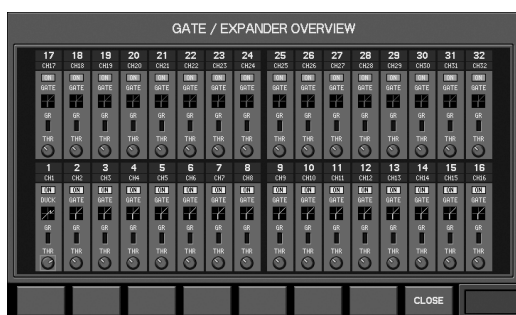 GATE / EXPANDER OVERVIEW
17 18 19 20 21 22 23 24 25 26 27 28 29 30 31 32
CH17 CH18 CH19 CH20 CH21 CH22 CH23 CH24 CH25 CH26 CH27 CH28 CH29 CH30 CH31 CH32
ON ON ON ON ON ON ON ON ON ON ON ON ON ON ON ON
GATE GATE GATE GATE GATE GATE GATE GATE GATE GATE GATE GATE GATE GATE GATE GATE
GR GR GR GR GR GR GR GR GR GR GR GR GR GR GR GR
THR THR THR THR THR THR THR THR THR THR THR THR THR THR THR THR
1 2 3 4 5 6 7 8 9 10 11 12 13 14 15 16
CH1 CH2 CH3 CH4 CH5 CH6 CH7 CH8 CH9 CH10 CH11 CH12 CH13 CH14 CH15 CH16
ON ON ON ON ON ON ON ON ON ON ON ON ON ON ON ON
DUCK GATE GATE GATE GATE GATE GATE GATE GATE GATE GATE GATE GATE GATE GATE GATE
GR GR GR GR GR GR GR GR GR GR GR GR GR GR GR GR
THR THR THR THR THR THR THR THR THR THR THR THR THR THR THR THR
CLOSE